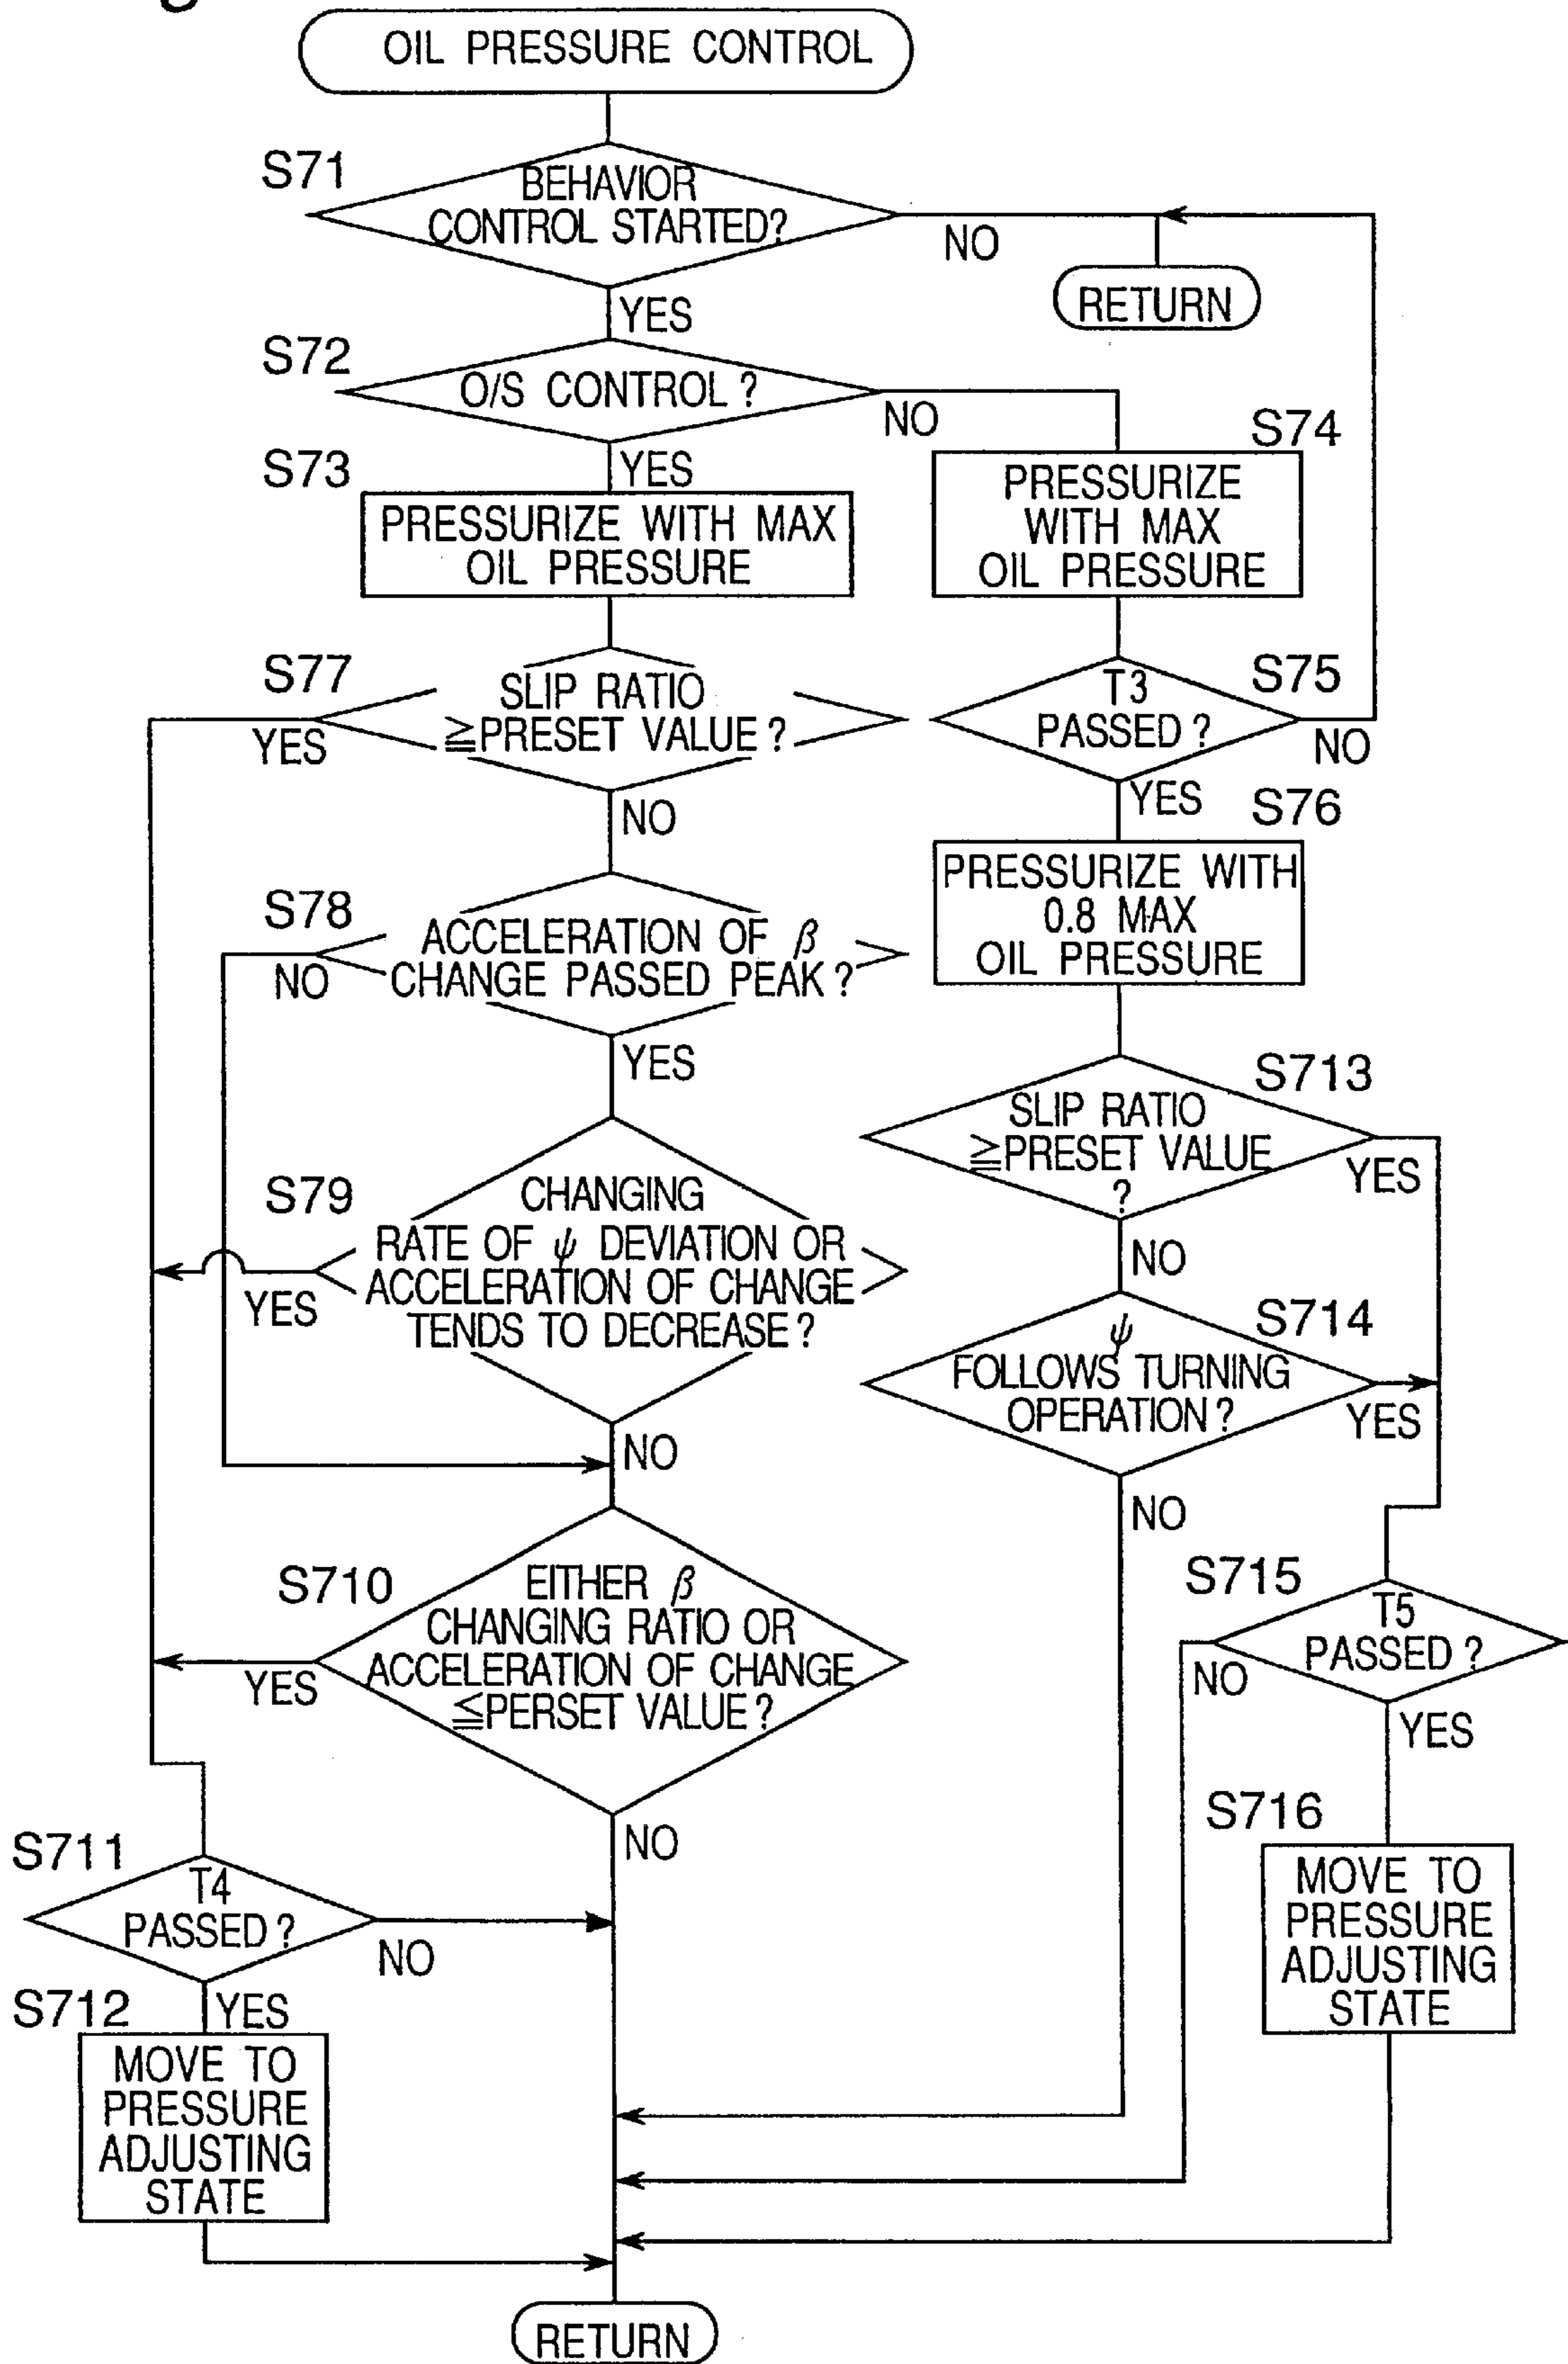 OIL PRESSURE CONTROL
S71
BEHAVIOR
CONTROL STARTED?
NO
RETURN
YES
S72
O/S CONTROL?
NO
YES
S73
PRESSURIZE WITH MAX
OIL PRESSURE
S74
PRESSURIZE
WITH MAX
OIL PRESSURE
S77
SLIP RATIO
≧PRESET VALUE?
YES
NO
S75
T3
PASSED?
NO
YES
S76
PRESSURIZE WITH
0.8 MAX
OIL PRESSURE
S78
ACCELERATION OF β
CHANGE PASSED PEAK?
NO
YES
S713
SLIP RATIO
≧PRESET VALUE
?
YES
NO
S79
CHANGING
RATE OF ψ DEVIATION OR
ACCELERATION OF CHANGE
TENDS TO DECREASE?
YES
NO
S714
ψ
FOLLOWS TURNING
OPERATION?
YES
NO
S710
EITHER β
CHANGING RATIO OR
ACCELERATION OF CHANGE
≦PERSET VALUE?
YES
NO
S715
T5
PASSED?
NO
YES
S716
MOVE TO
PRESSURE
ADJUSTING
STATE
S711
T4
PASSED?
NO
YES
S712
MOVE TO
PRESSURE
ADJUSTING
STATE
RETURN